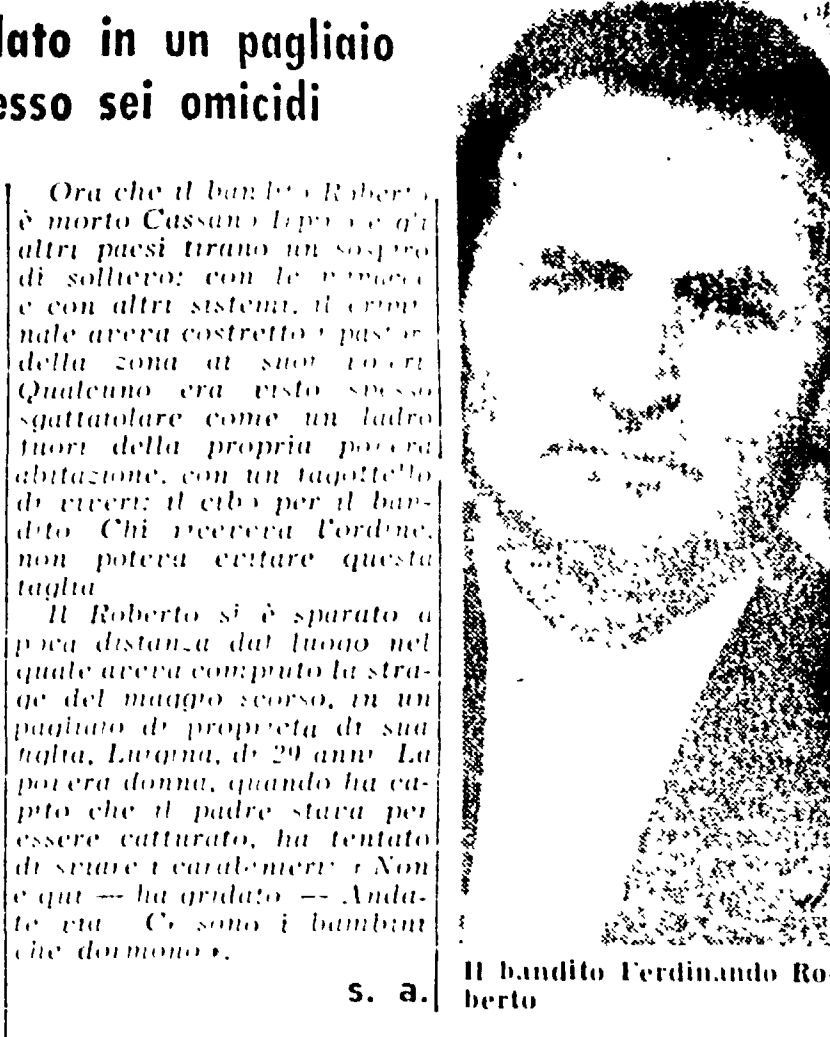 lato in un pagliaio
esso sei omicidi
Ora che il bandito Roberto
è morto Cassano e gli
altri paesi tirano un sospiro
di sollievo: con le minacce
e con altri sistemi, il crimi-
nale aveva costretto i pastori
della zona ai suoi voleri.
Qualcuno era visto spesso
sgattaiolare come un ladro
fuori della propria povera
abitazione, con un fagottello
di viveri: il cibo per il ban-
dito. Chi riceveva l'ordine,
non poteva evitare questa
taglia
Il Roberto si è sparato a
poca distanza dal luogo nel
quale aveva compiuto la stra-
ge del maggio scorso, in un
pagliaio di proprietà di sua
figlia, Luigina, di 29 anni. La
povera donna, quando ha ca-
pito che il padre stava per
essere catturato, ha tentato
di sviare i carabinieri: « Non
è qui — ha gridato — Anda-
te via. Ci sono i bambini
che dormono ».
s. a.
Il bandito Ferdinando Ro-
berto